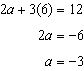 2a + 3(6) = 12
2a = −6
a = −3